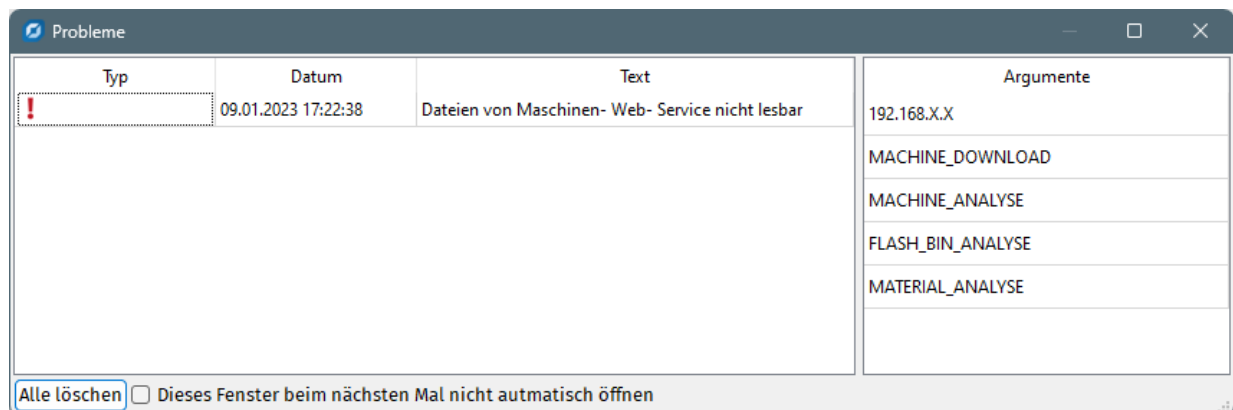 Probleme
Typ Datum Text Argumente
! 09.01.2023 17:22:38 Dateien von Maschinen- Web- Service nicht lesbar 192.168.X.X
MACHINE_DOWNLOAD
MACHINE_ANALYSE
FLASH_BIN_ANALYSE
MATERIAL_ANALYSE
Alle löschen Dieses Fenster beim nächsten Mal nicht autmatisch öffnen